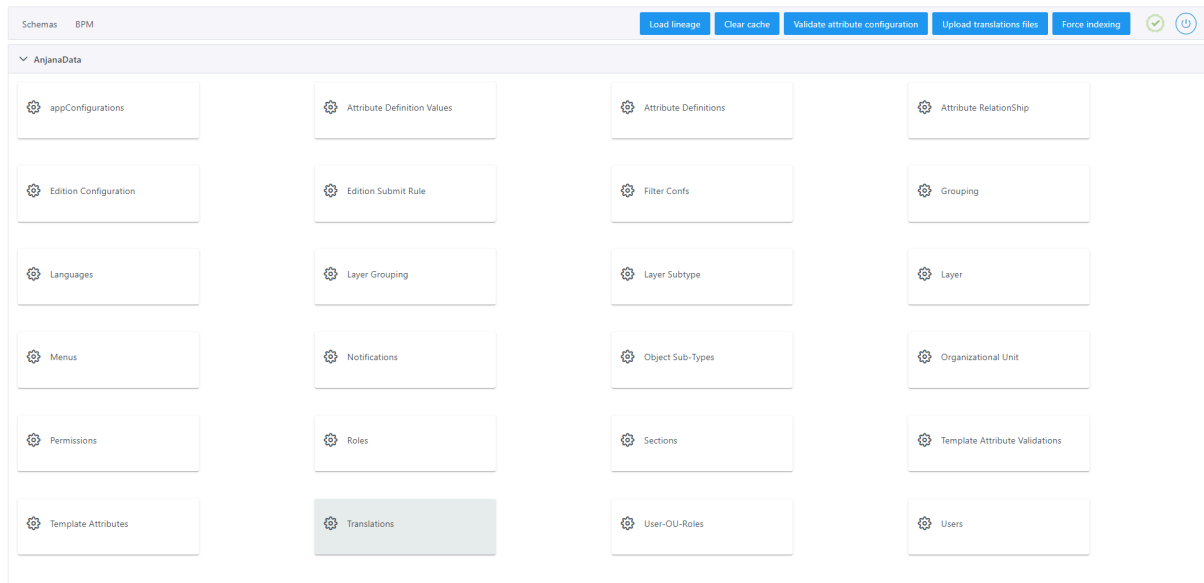 Schemas BPM Load lineage Clear cache Validate attribute configuration Upload translations files Force indexing
AnjanaData
appConfigurations Attribute Definition Values Attribute Definitions Attribute RelationShip
Edition Configuration Edition Submit Rule Filter Confs Grouping
Languages Layer Grouping Layer Subtype Layer
Menus Notifications Object Sub-Types Organizational Unit
Permissions Roles Sections Template Attribute Validations
Template Attributes Translations User-OU-Roles Users